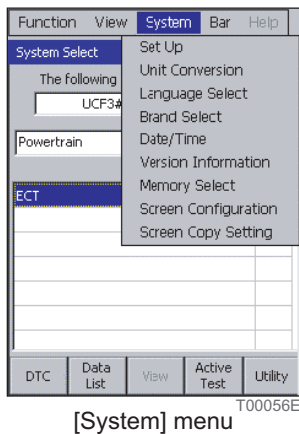 Function View System Bar Help
System Select
The following
UCF3#
Powertrain
ECT
Set Up
Unit Conversion
Language Select
Brand Select
Date/Time
Version Information
Memory Select
Screen Configuration
Screen Copy Setting
DTC Data List View Active Test Utility
T00056E
[System] menu